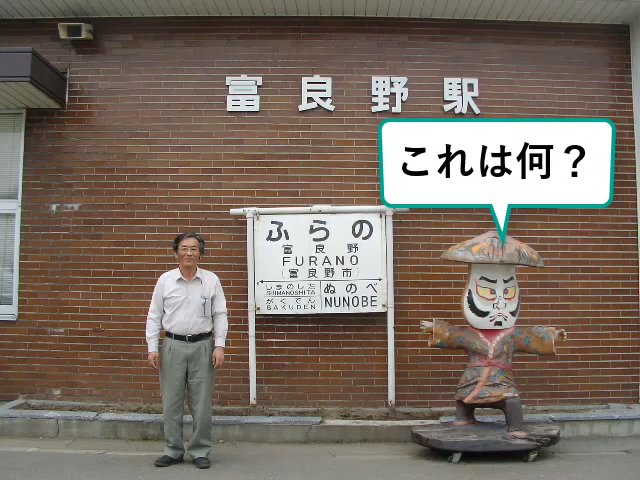 富良野駅
これは何？
ふらの
富良野
FURANO
(富良野市)
しまのした
SHIMANOSHITA
がくでん
GAKUDEN
ぬのべ
NUNOBE